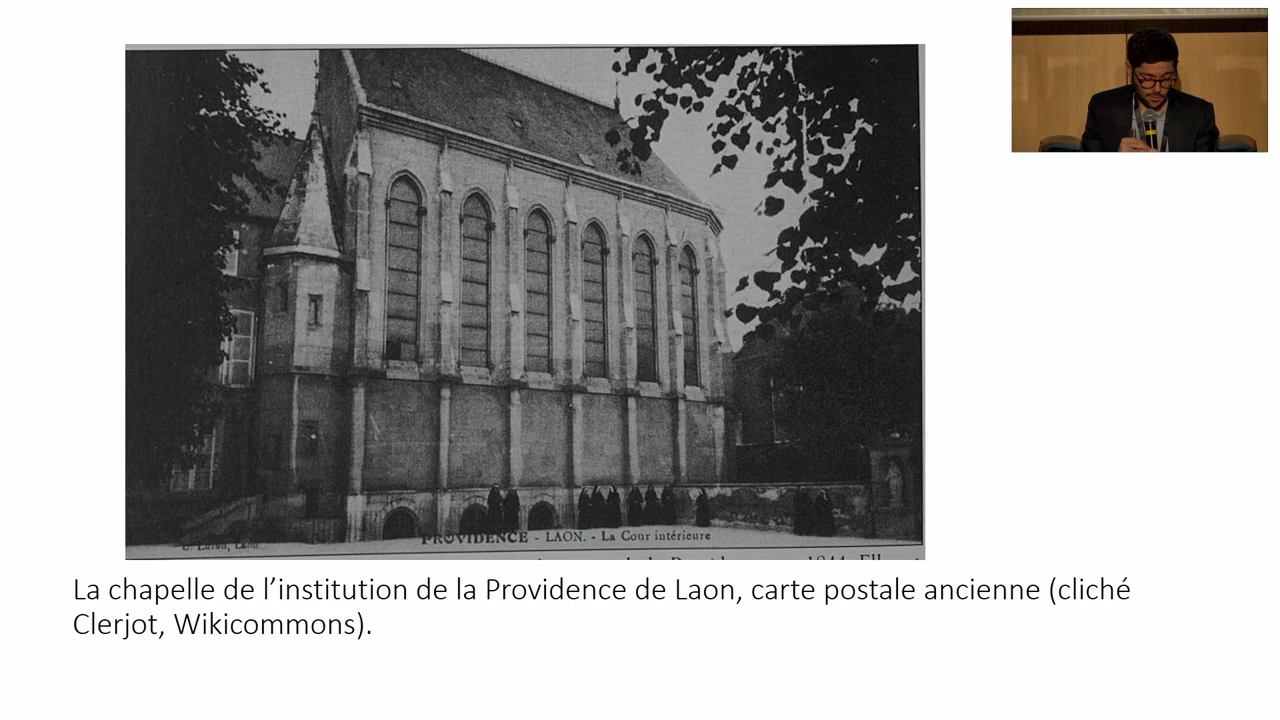 PROVIDENCE - LAON. - La Cour intérieure
La chapelle de l’institution de la Providence de Laon, carte postale ancienne (cliché
Clerjot, Wikicommons).